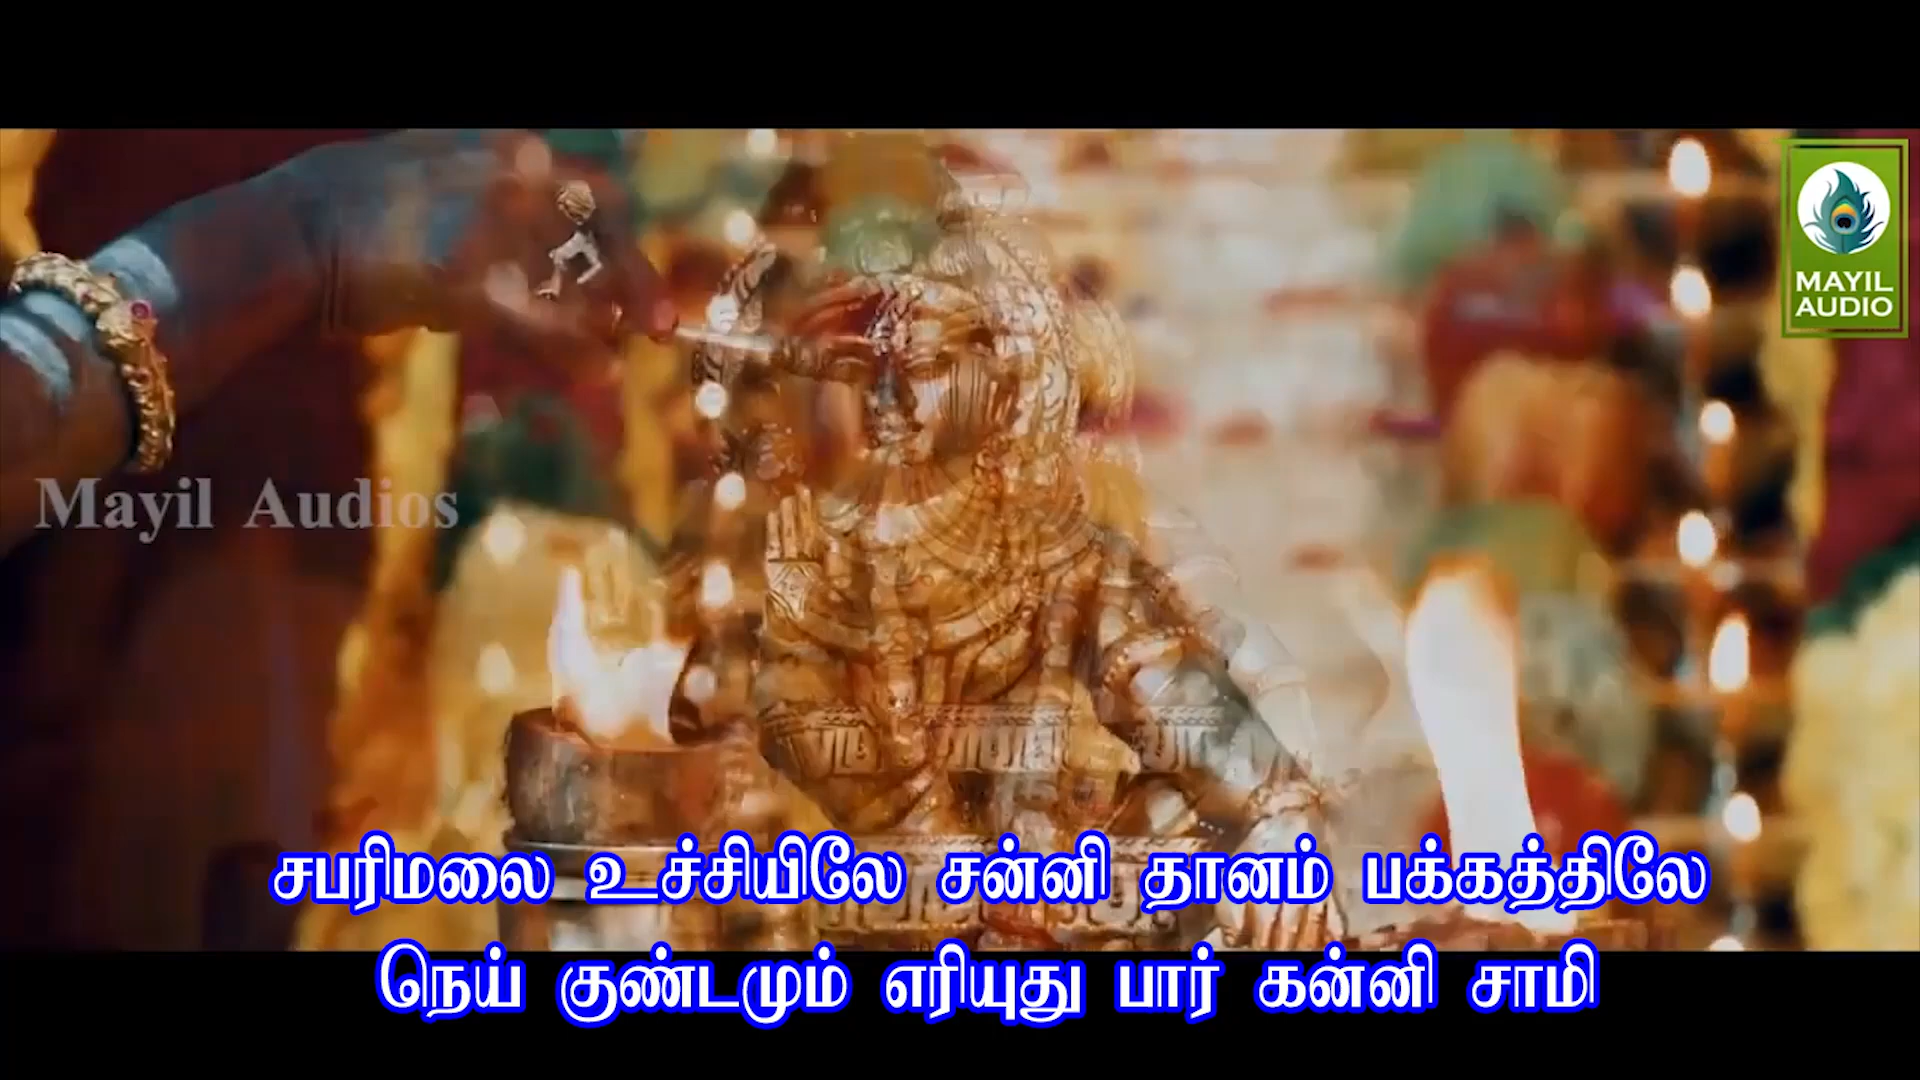 MAYIL
AUDIO
Mayil Audios
சபரிமலை உச்சியிலே சன்னி தானம் பக்கத்திலே
நெய் குண்டமும் எரியுது பார் கன்னி சாமி